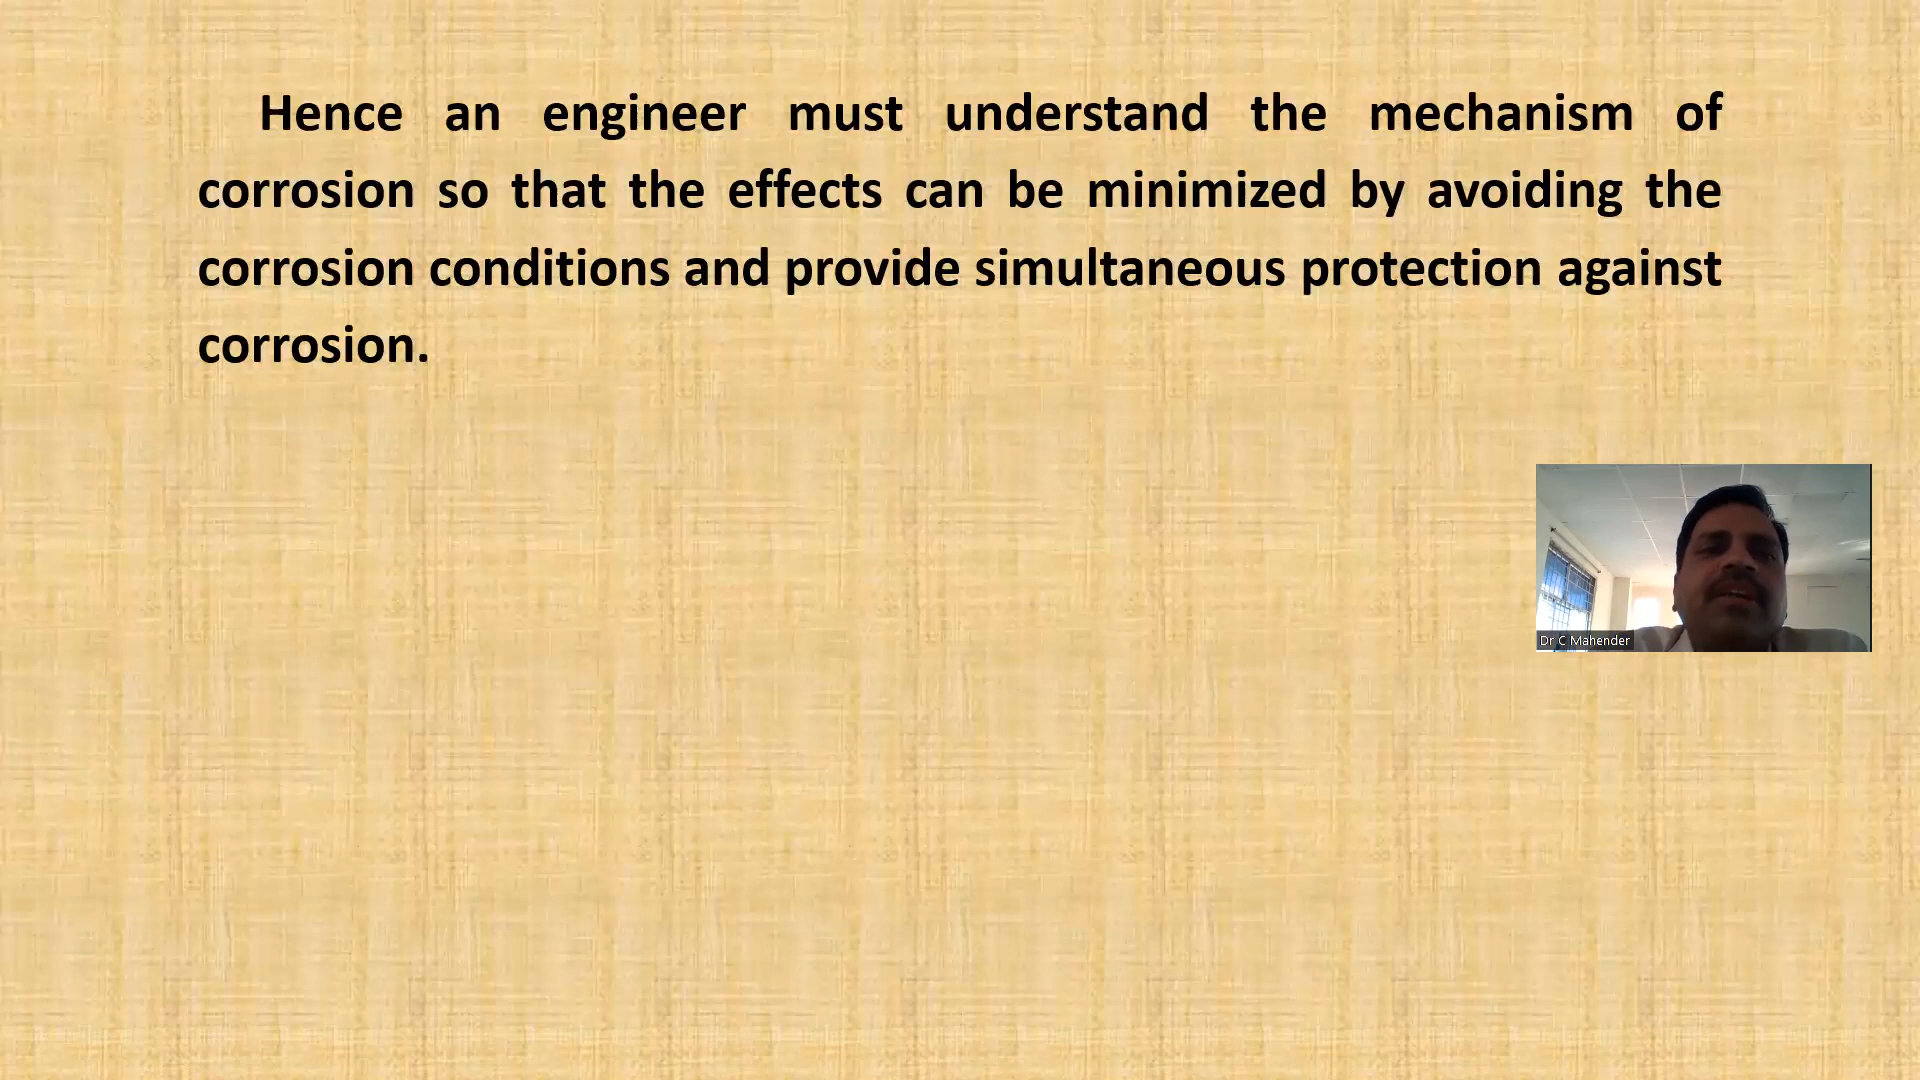 Hence an engineer must understand the mechanism of
corrosion so that the effects can be minimized by avoiding the
corrosion conditions and provide simultaneous protection against
corrosion.
Dr C Mahender